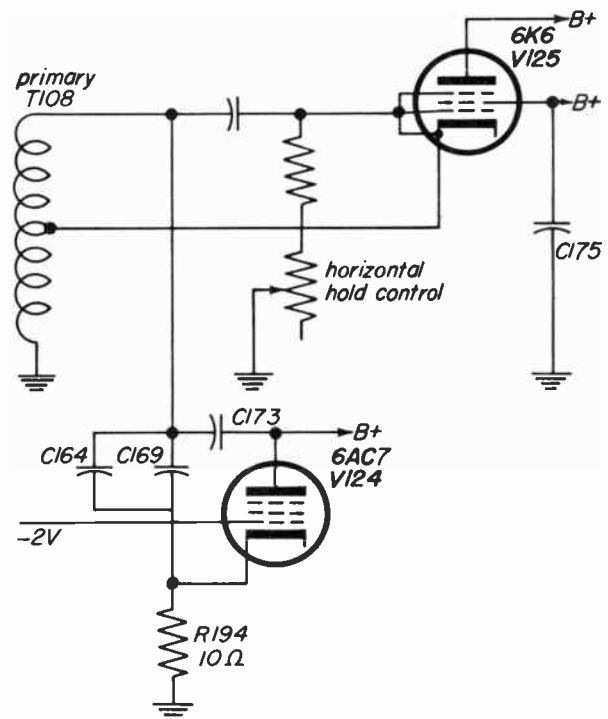 B+
6K6
V125
primary
T108
B+
C175
horizontal
hold control
C173
B+
6AC7
V124
C164
C169
-2V
R194
10Ω